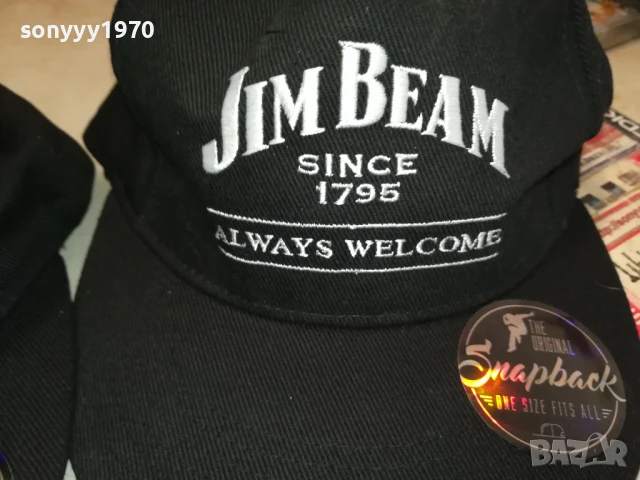 sonyyy1970
JIM BEAM
SINCE
1795
ALWAYS WELCOME
THE
ORIGINAL
Snapback
ONE SIZE FITS ALL
BAZAR